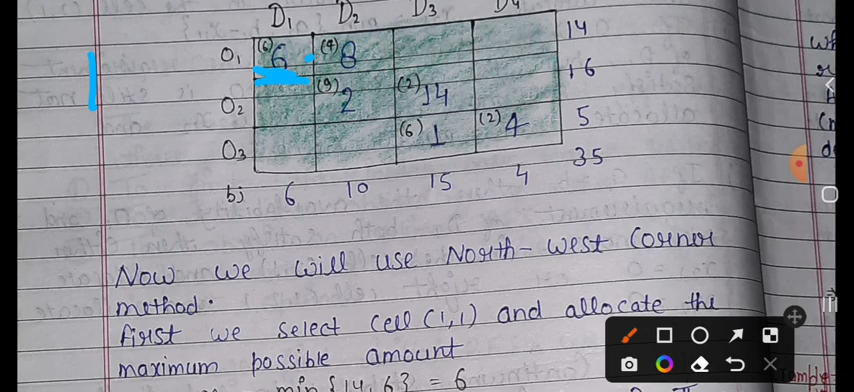 D1 D2 D3 D4
O1 (6) 6 (4) 8 14
O2 (9) 2 (2) 14 16
O3 (6) 1 (2) 4 5
bj 6 10 15 4 35
Now we will use North-west Corner
method.
first we select cell (1,1) and allocate the
maximum possible amount
min {14,6} = 6